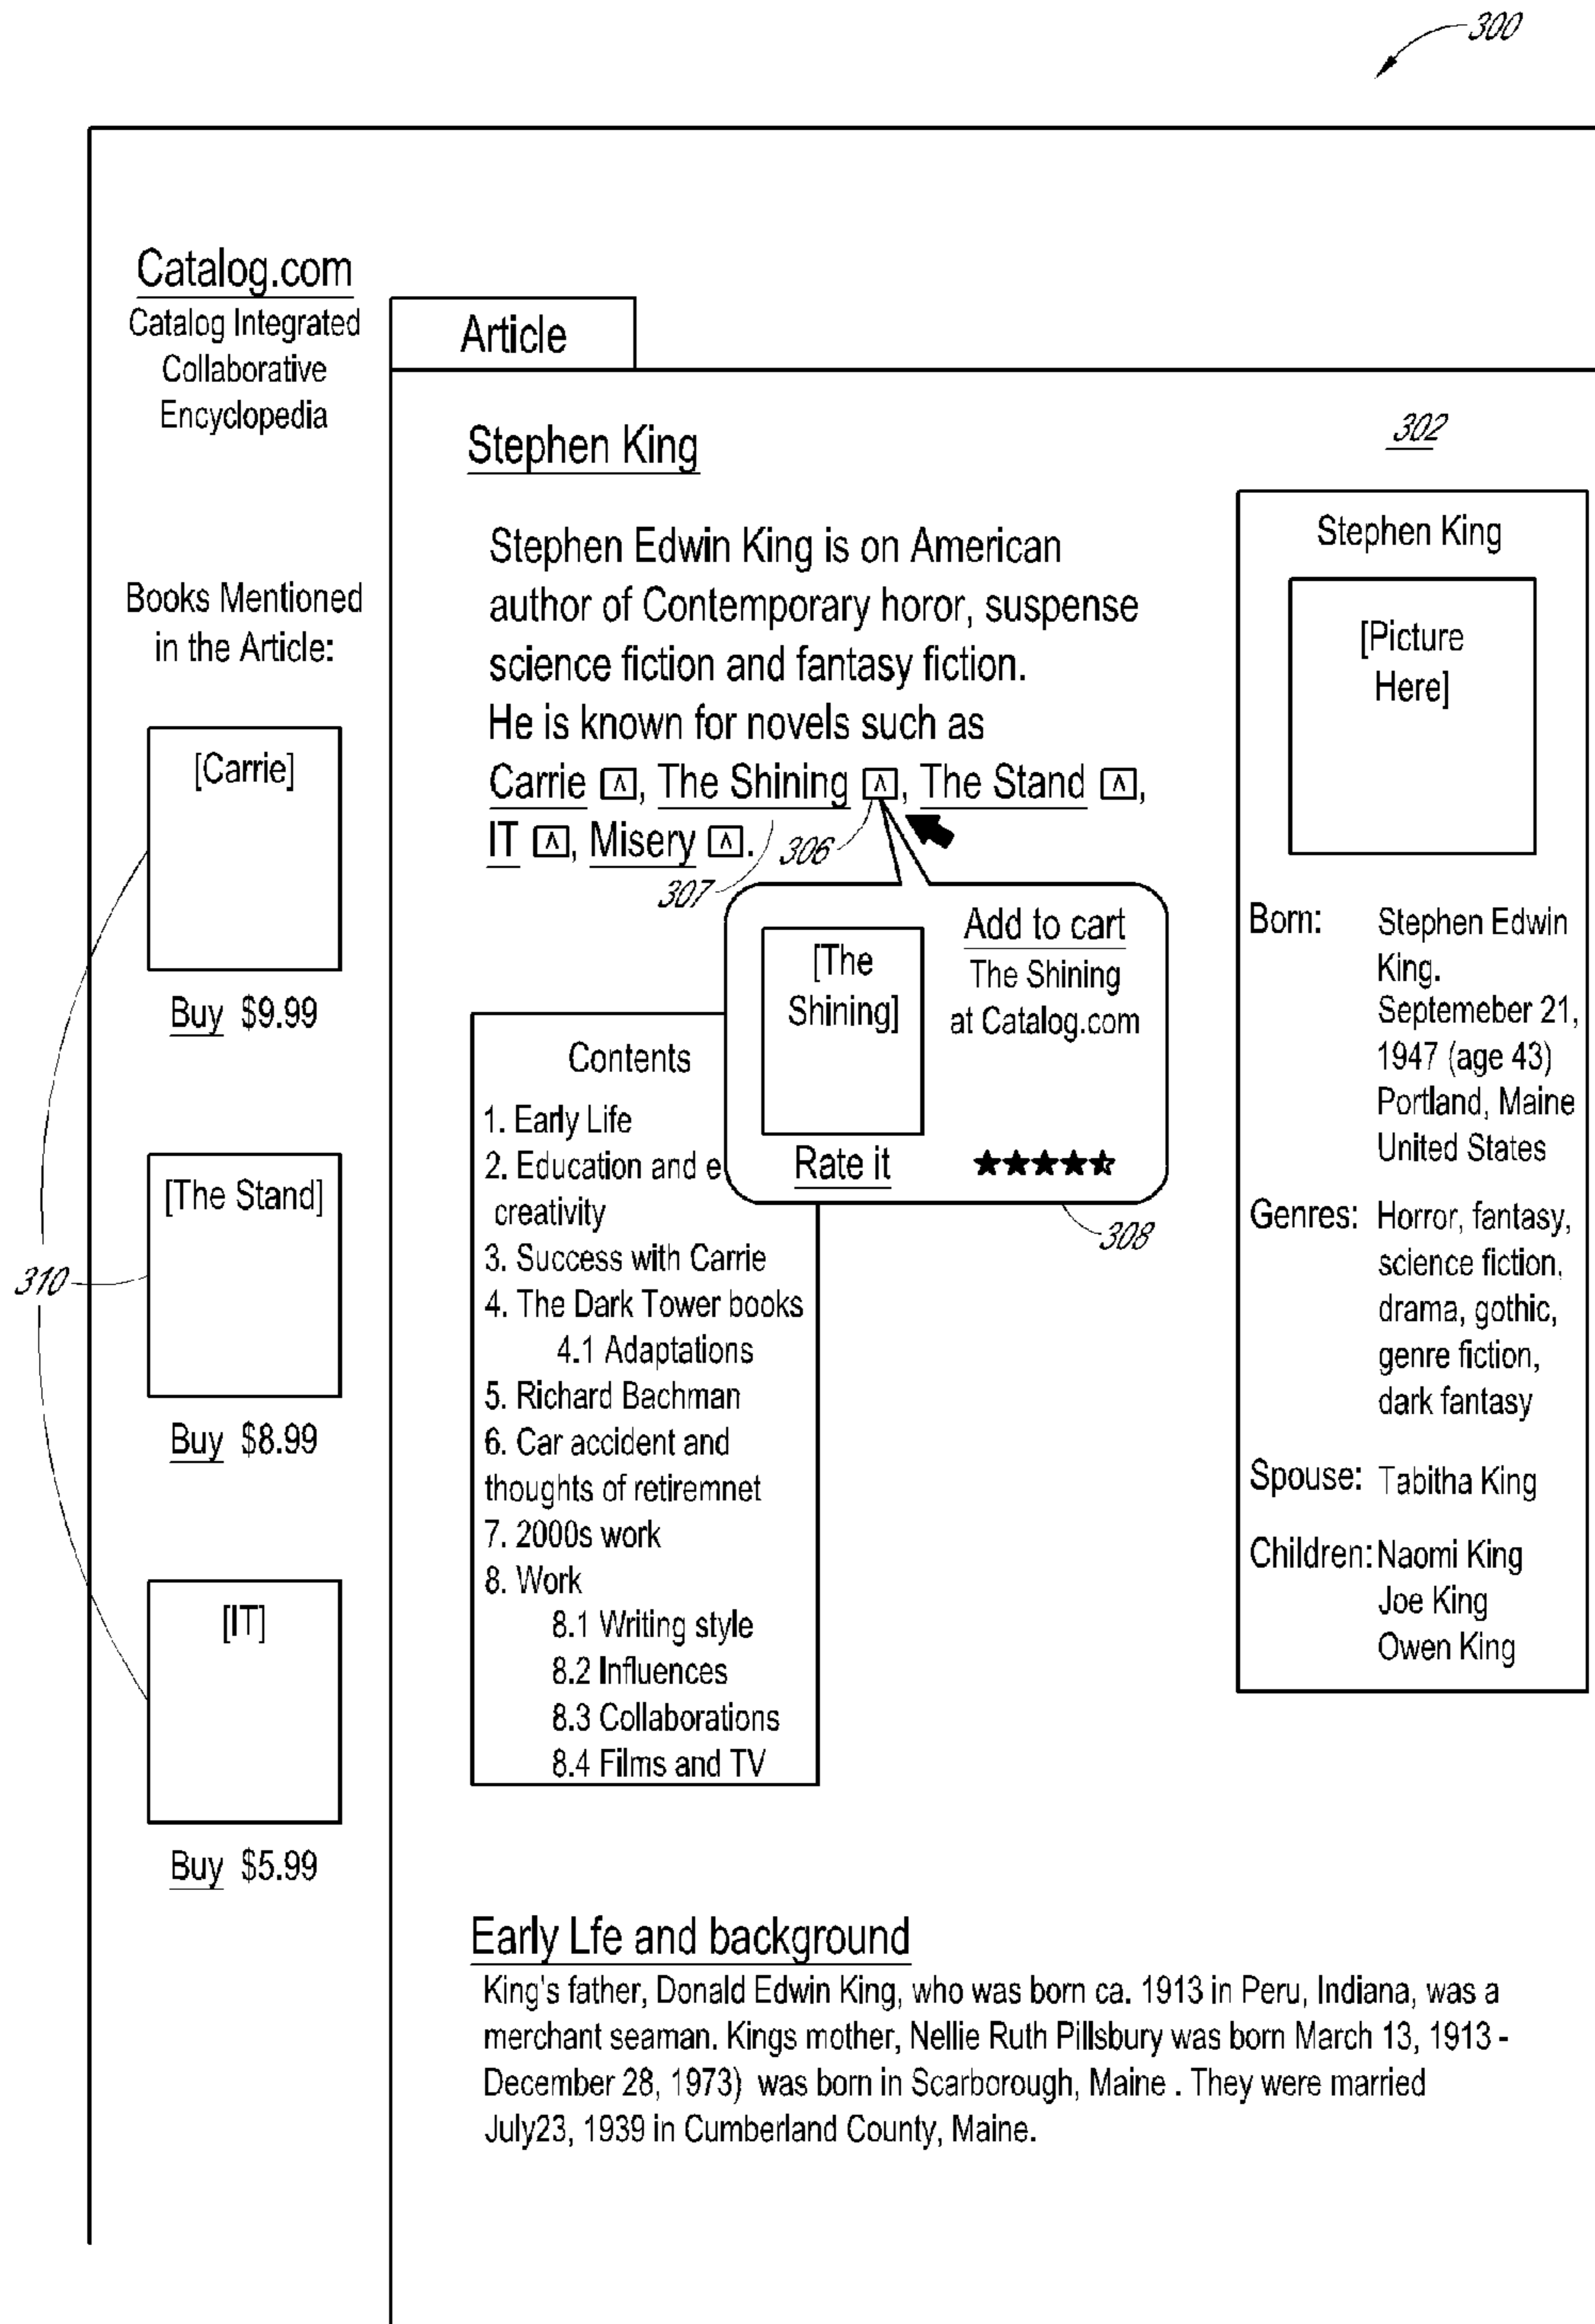 300
Catalog.com
Catalog Integrated
Collaborative
Encyclopedia
Books Mentioned
in the Article:
[Carrie]
Buy $9.99
[The Stand]
Buy $8.99
[IT]
Buy $5.99
310
Article
302
Stephen King
Stephen Edwin King is on American
author of Contemporary horor, suspense
science fiction and fantasy fiction.
He is known for novels such as
Carrie [^], The Shining [^], The Stand [^],
IT [^], Misery [^].
306
307
[The
Shining]
Add to cart
The Shining
at Catalog.com
Rate it ★★★★⯪
308
Contents
1. Early Life
2. Education and e
creativity
3. Success with Carrie
4. The Dark Tower books
4.1 Adaptations
5. Richard Bachman
6. Car accident and
thoughts of retiremnet
7. 2000s work
8. Work
8.1 Writing style
8.2 Influences
8.3 Collaborations
8.4 Films and TV
Stephen King
[Picture
Here]
Born: Stephen Edwin
King.
Septemeber 21,
1947 (age 43)
Portland, Maine
United States
Genres: Horror, fantasy,
science fiction,
drama, gothic,
genre fiction,
dark fantasy
Spouse: Tabitha King
Children: Naomi King
Joe King
Owen King
Early Lfe and background
King's father, Donald Edwin King, who was born ca. 1913 in Peru, Indiana, was a
merchant seaman. Kings mother, Nellie Ruth Pillsbury was born March 13, 1913 -
December 28, 1973) was born in Scarborough, Maine . They were married
July23, 1939 in Cumberland County, Maine.